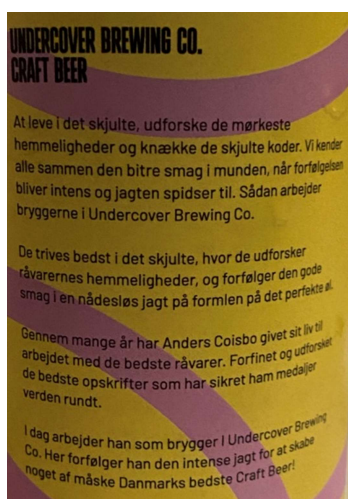 UNDERCOVER BREWING CO.
CRAFT BEER
At leve i det skjulte, udforske de mørkeste
hemmeligheder og knække de skjulte koder. Vi kender
alle sammen den bitre smag i munden, når forfølgelsen
bliver intens og jagten spidser til. Sådan arbejder
bryggerne i Undercover Brewing Co.
De trives bedst i det skjulte, hvor de udforsker
råvarernes hemmeligheder, og forfølger den gode
smag i en nådesløs jagt på formlen på det perfekte øl.
Gennem mange år har Anders Coisbo givet sit liv til
arbejdet med de bedste råvarer. Forfinet og udforsket
de bedste opskrifter som har sikret ham medaljer
verden rundt.
I dag arbejder han som brygger I Undercover Brewing
Co. Her forfølger han den intense jagt for at skabe
noget af måske Danmarks bedste Craft Beer!